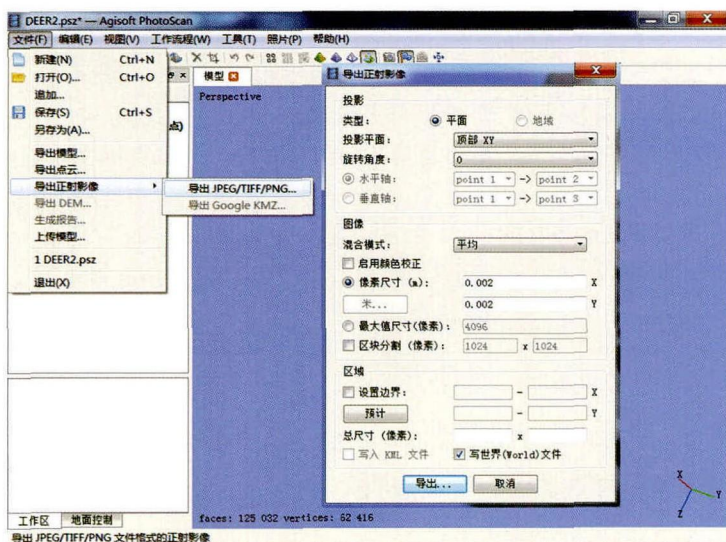 DEER2.psz* — Agisoft PhotoScan
文件(F) 编辑(E) 视图(V) 工作流程(W) 工具(T) 照片(P) 帮助(H)
新建(N) Ctrl+N
打开(O)... Ctrl+O
追加...
保存(S) Ctrl+S
另存为(A)...
导出模型...
导出点云...
导出正射影像
导出 DEM...
生成报告...
上传模型...
1 DEER2.psz
退出(X)
导出 JPEG/TIFF/PNG...
导出 Google KMZ...
点)
模型
Perspective
导出正射影像
投影
类型: 平面 地域
投影平面: 顶部 XY
旋转角度: 0
水平轴: point 1 -> point 2
垂直轴: point 1 -> point 3
图像
混合模式: 平均
启用颜色校正
像素尺寸 (m): 0.002 X
米... 0.002 Y
最大值尺寸(像素): 4096
区块分割 (像素): 1024 x 1024
区域
设置边界: - X
预计 - Y
总尺寸 (像素): x
写入 KML 文件 写世界(World)文件
导出... 取消
X
Y
Z
工作区 地面控制
faces: 125 032 vertices: 62 416
导出 JPEG/TIFF/PNG 文件格式的正射影像